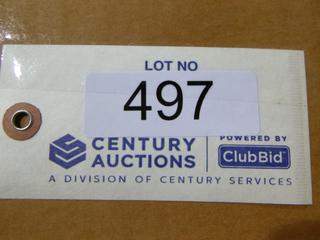 LOT NO
497
CENTURY AUCTIONS
POWERED BY
ClubBid
A DIVISION OF CENTURY SERVICES